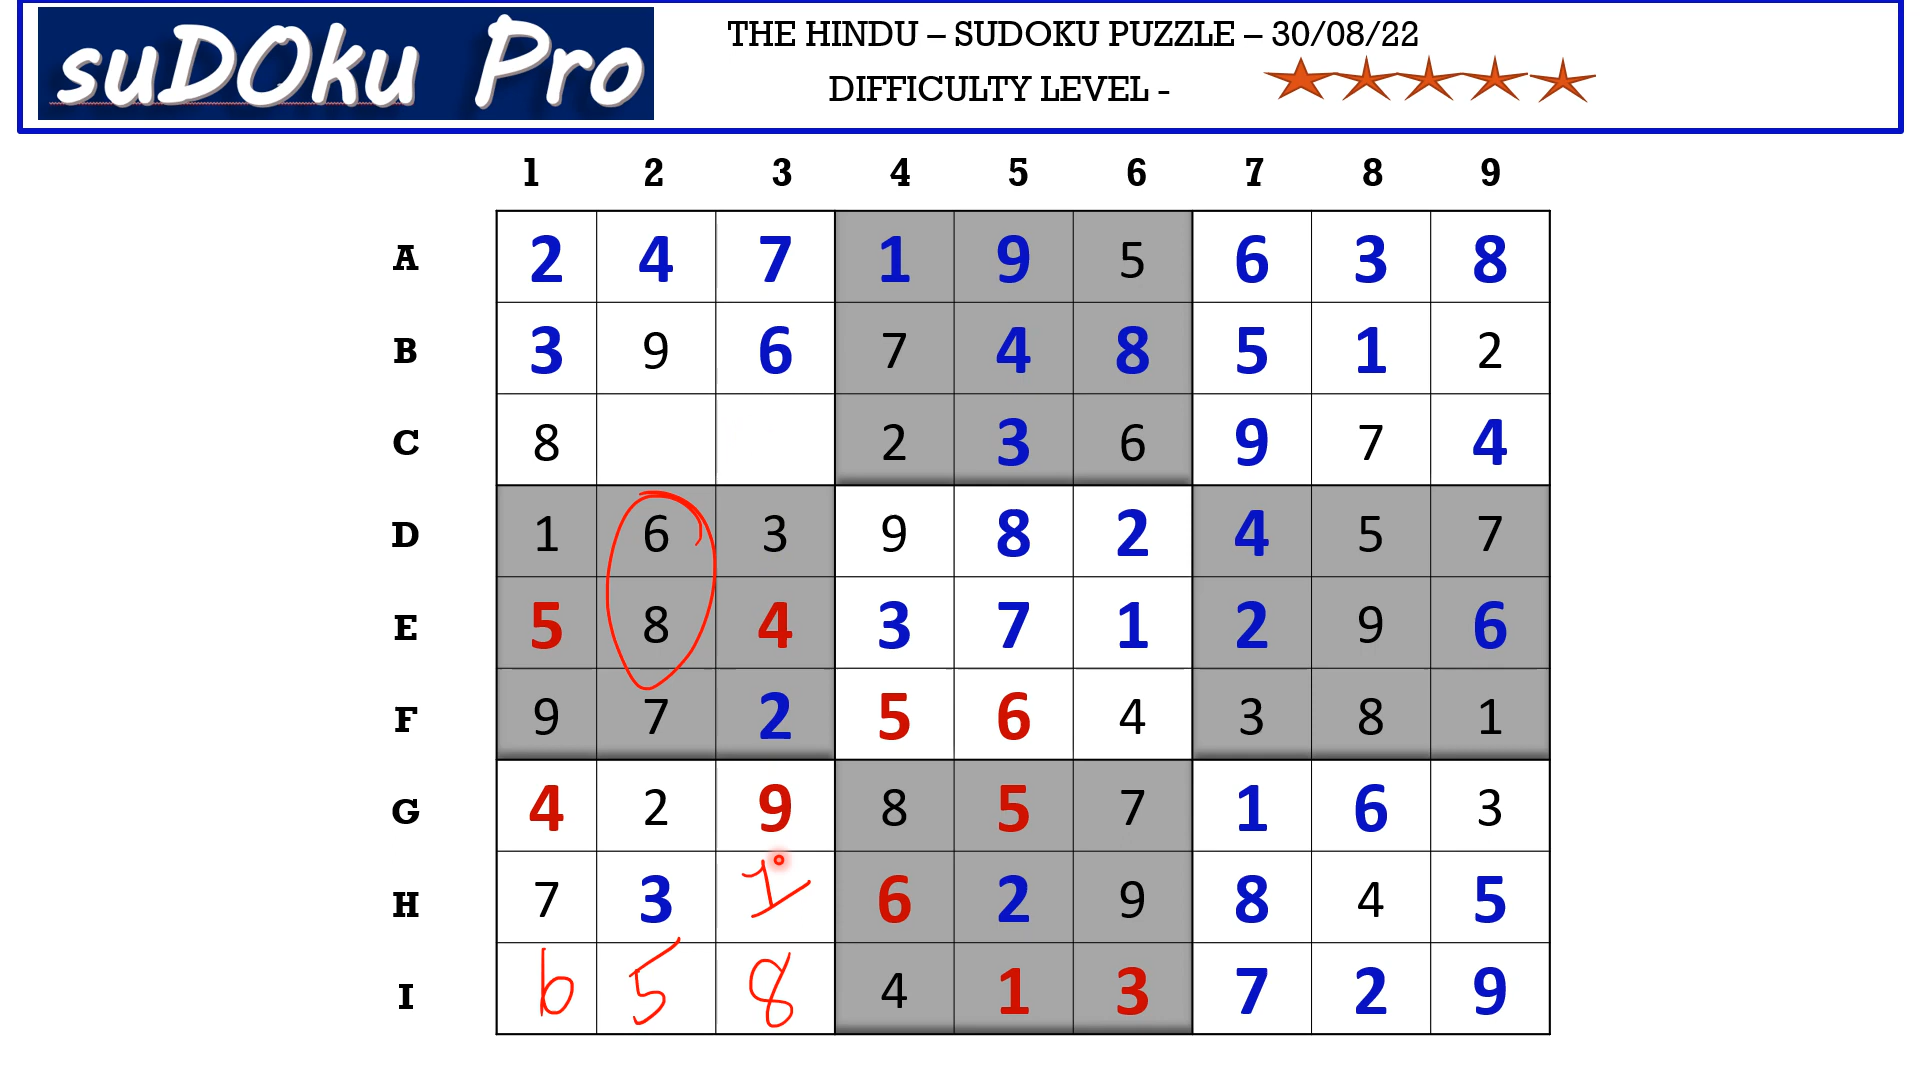 suDOku Pro
THE HINDU – SUDOKU PUZZLE – 30/08/22
DIFFICULTY LEVEL -
1 2 3 4 5 6 7 8 9
A 2 4 7 1 9 5 6 3 8
B 3 9 6 7 4 8 5 1 2
C 8 2 3 6 9 7 4
D 1 6 3 9 8 2 4 5 7
E 5 8 4 3 7 1 2 9 6
F 9 7 2 5 6 4 3 8 1
G 4 2 9 8 5 7 1 6 3
H 7 3 1 6 2 9 8 4 5
I 6 5 8 4 1 3 7 2 9